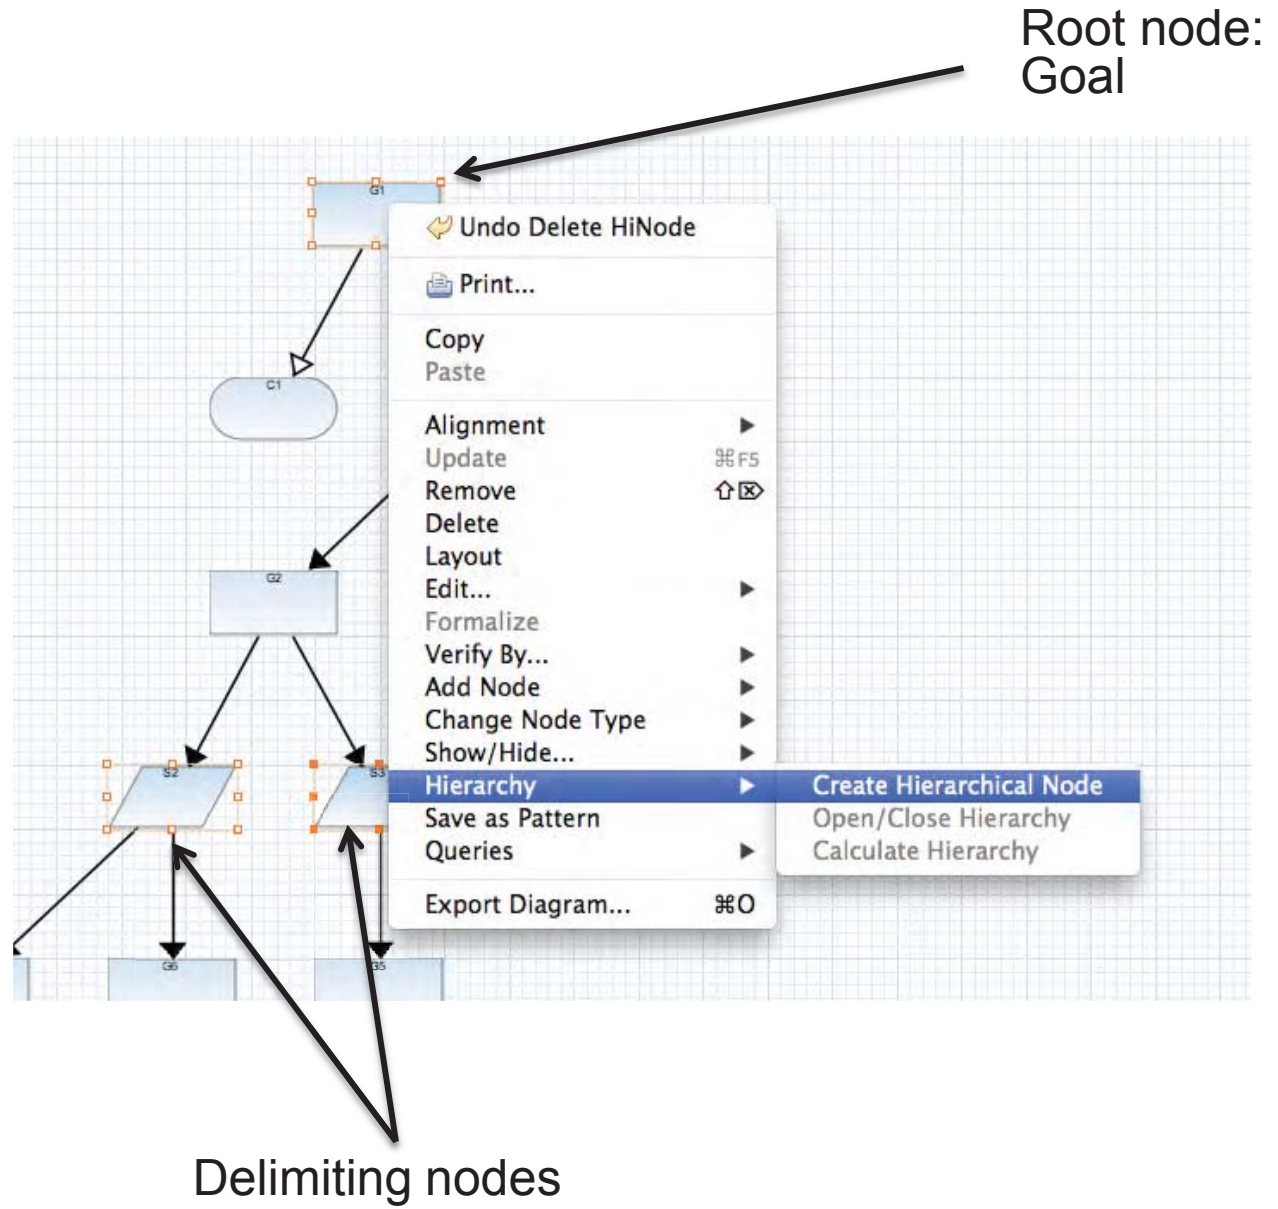 Root node:
Goal
G1
Undo Delete HiNode
Print...
Copy
Paste
C1
Alignment
Update ⌘F5
Remove ⇧⌦
Delete
Layout
Edit...
G2
Formalize
Verify By...
Add Node
Change Node Type
Show/Hide...
S2
S3
Hierarchy
Create Hierarchical Node
Save as Pattern
Open/Close Hierarchy
Queries
Calculate Hierarchy
Export Diagram... ⌘O
G6
G5
Delimiting nodes